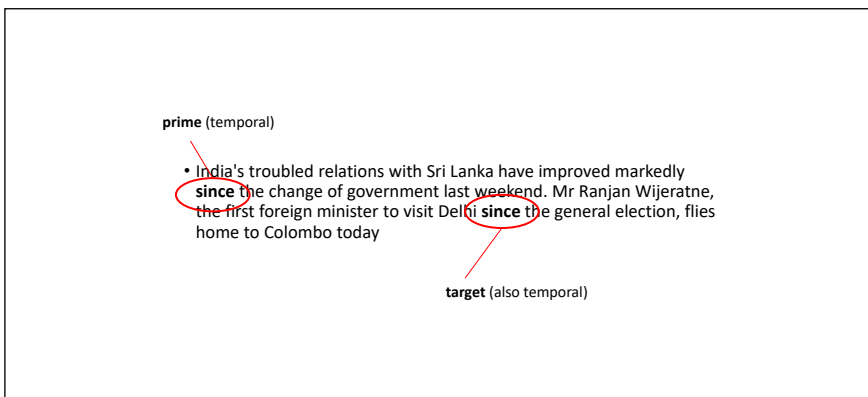 prime (temporal)
• India's troubled relations with Sri Lanka have improved markedly
since the change of government last weekend. Mr Ranjan Wijeratne,
the first foreign minister to visit Delhi since the general election, flies
home to Colombo today
target (also temporal)